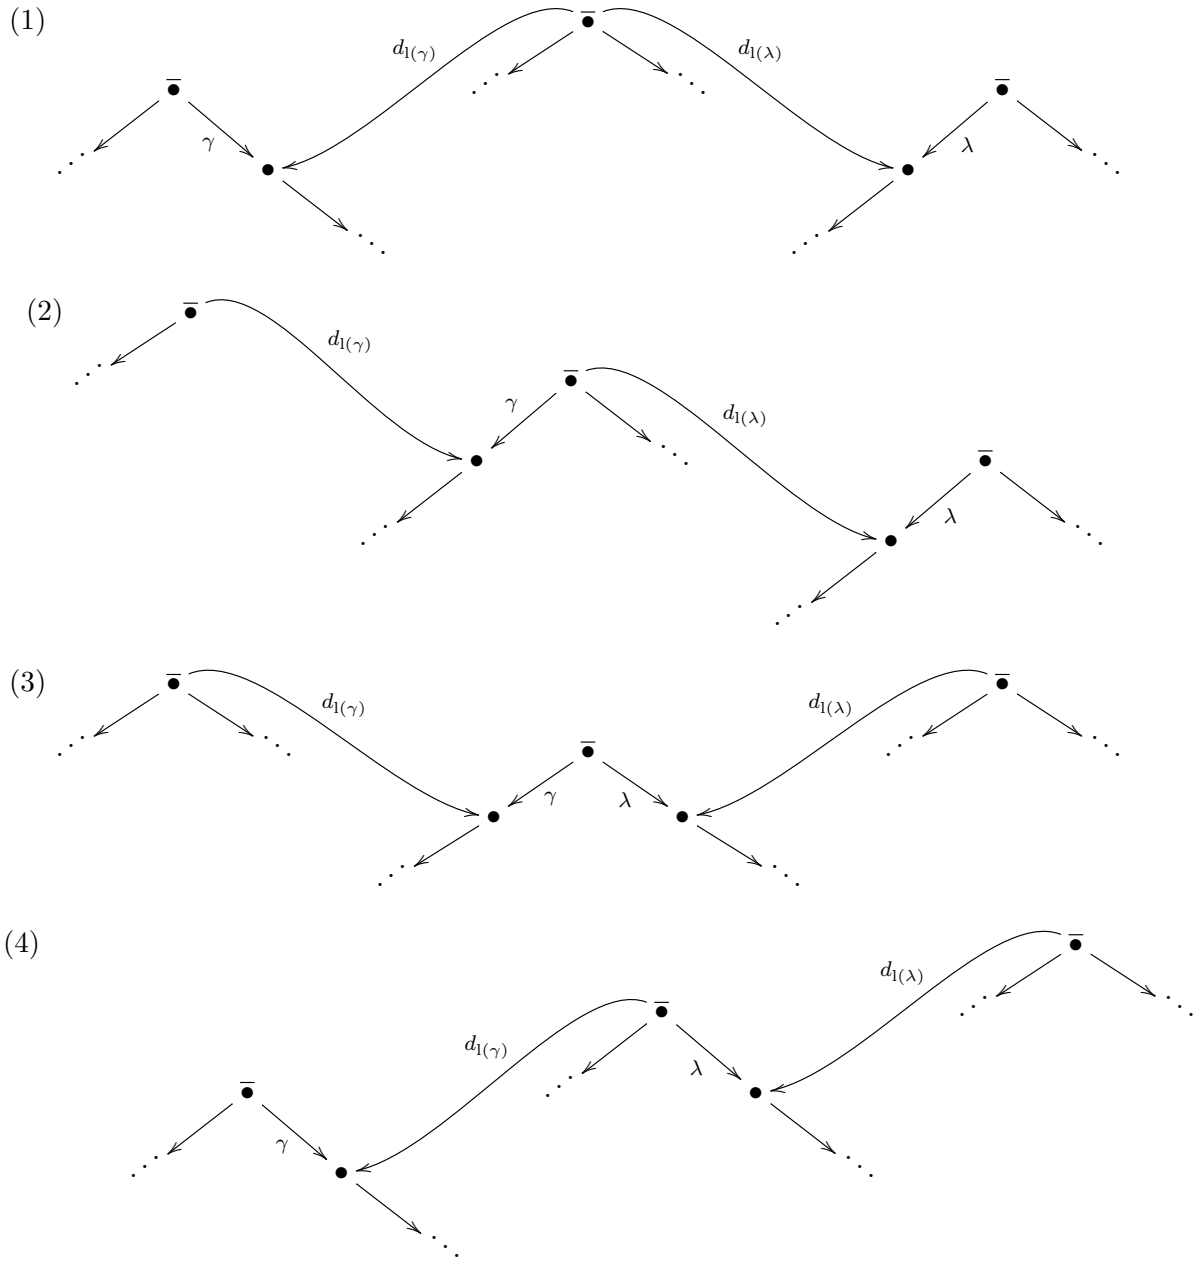 (1)
d_{l(γ)} d_{l(λ)}
γ λ
(2)
d_{l(γ)}
γ d_{l(λ)}
λ
(3)
d_{l(γ)} d_{l(λ)}
γ λ
(4)
d_{l(λ)}
d_{l(γ)}
λ
γ